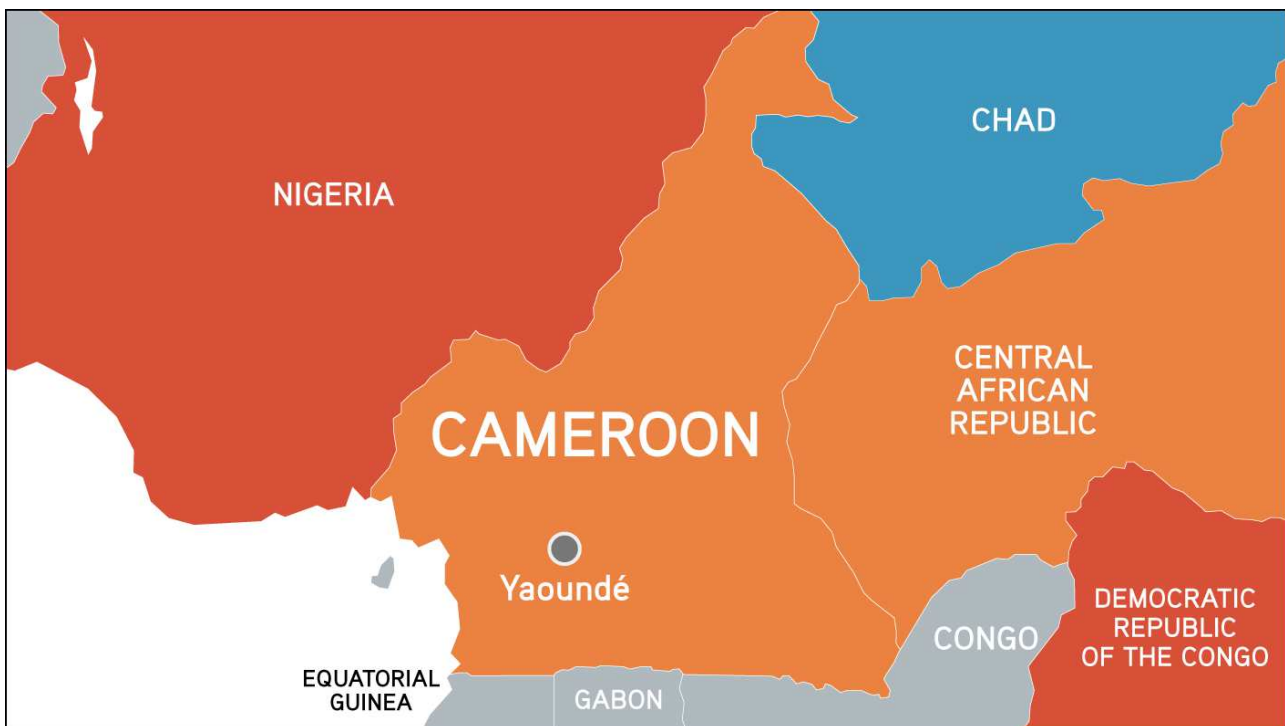 CHAD
NIGERIA
CENTRAL
AFRICAN
REPUBLIC
CAMEROON
Yaoundé
DEMOCRATIC
REPUBLIC
OF THE CONGO
CONGO
EQUATORIAL
GUINEA
GABON